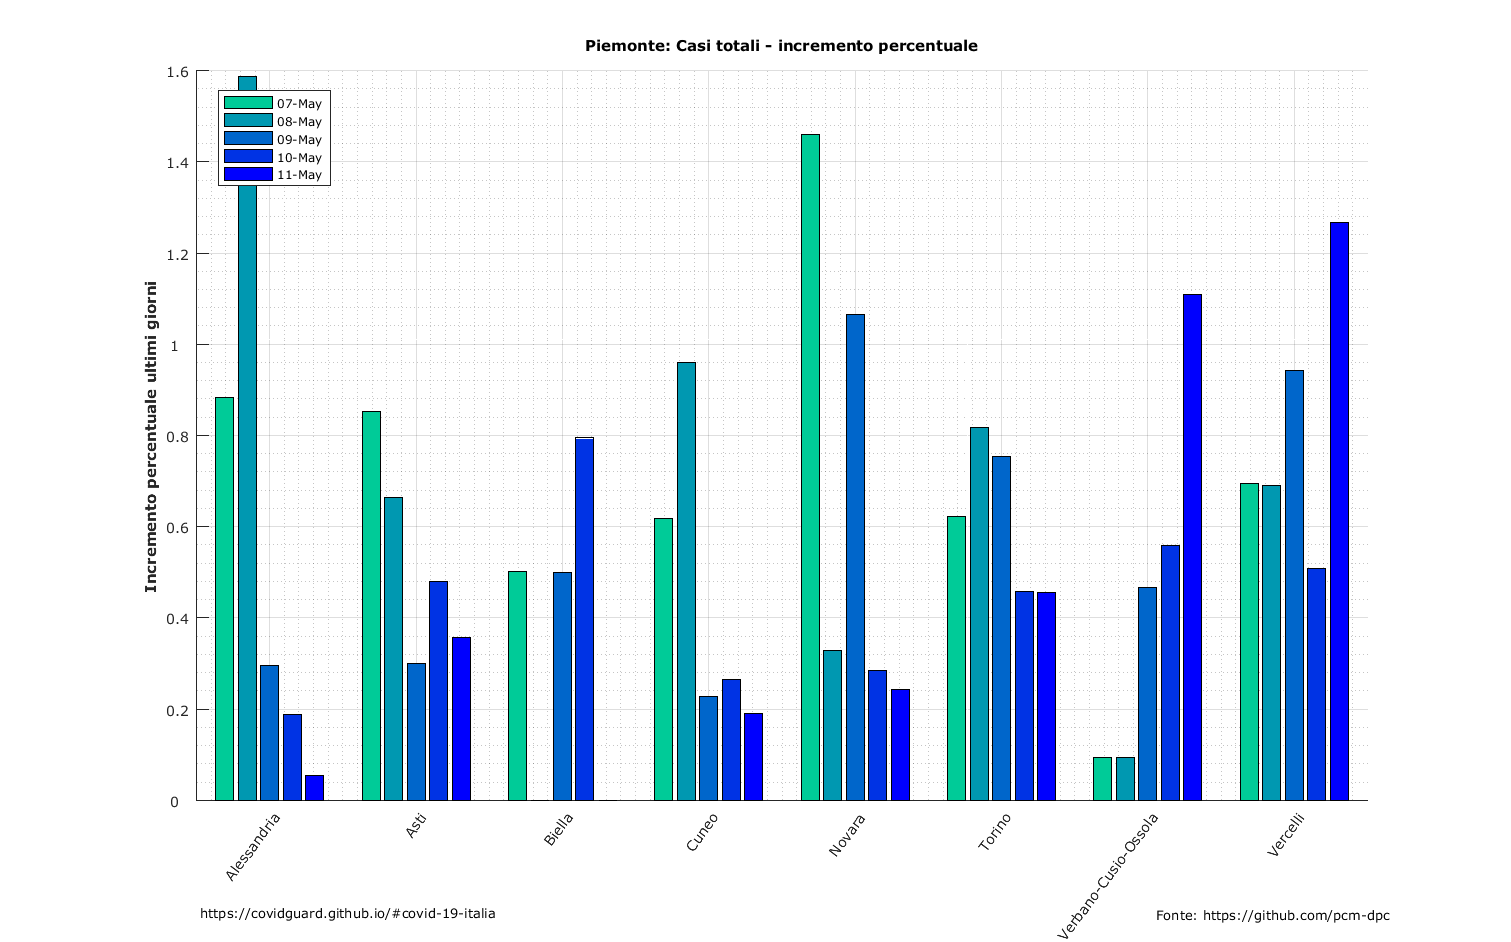 Piemonte: Casi totali - incremento percentuale
Incremento percentuale ultimi giorni
1.6
1.4
1.2
1
0.8
0.6
0.4
0.2
0
07-May
08-May
09-May
10-May
11-May
Alessandria
Asti
Biella
Cuneo
Novara
Torino
Verbano-Cusio-Ossola
Vercelli
https://covidguard.github.io/#covid-19-italia
Fonte: https://github.com/pcm-dpc